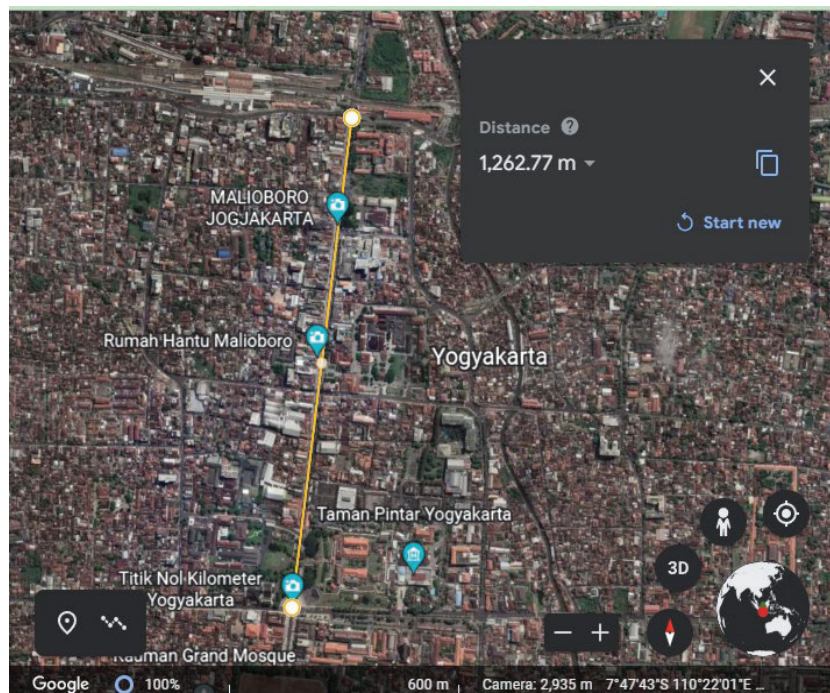 Distance
1,262.77 m
Start new
MALIOBORO
JOGJAKARTA
Rumah Hantu Malioboro
Yogyakarta
Taman Pintar Yogyakarta
Titik Nol Kilometer
Yogyakarta
3D
Kauman Grand Mosque
Google 100% 600 m Camera: 2,935 m 7°47'43"S 110°22'01"E